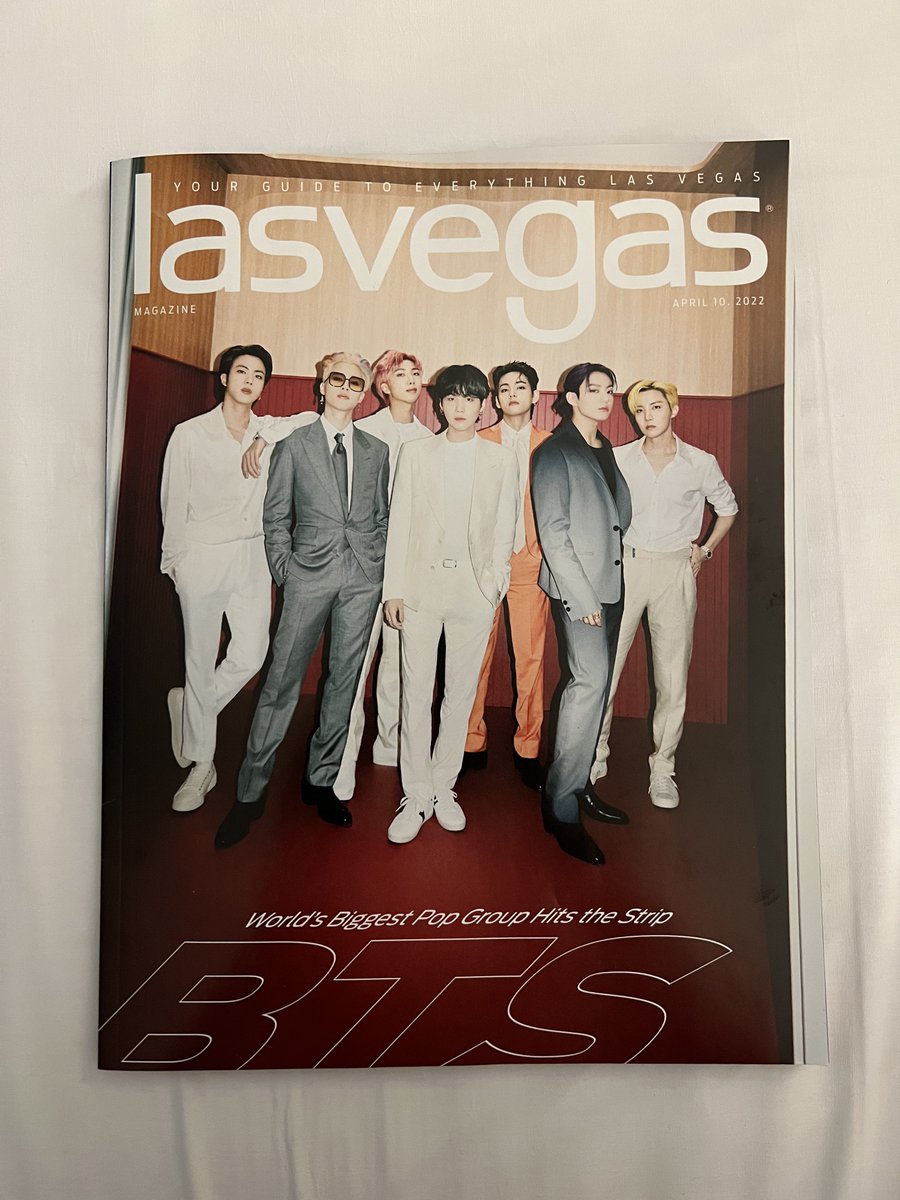 YOUR GUIDE TO EVERYTHING LAS VEGAS
lasvegas®
MAGAZINE
APRIL 10, 2022
World's Biggest Pop Group Hits the Strip
BTS